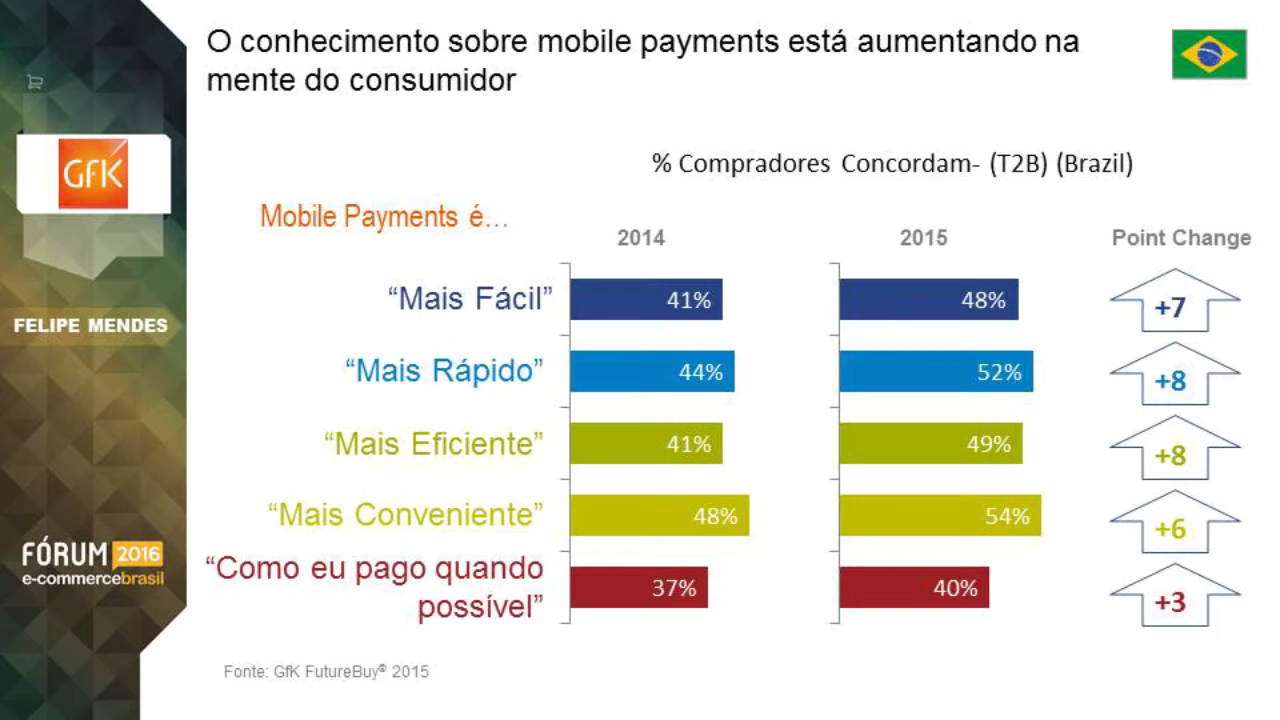 O conhecimento sobre mobile payments está aumentando na
mente do consumidor
GfK
FELIPE MENDES
FÓRUM 2016
e-commercebrasil
% Compradores Concordam- (T2B) (Brazil)
Mobile Payments é…
2014 2015 Point Change
“Mais Fácil” 41% 48% +7
“Mais Rápido” 44% 52% +8
“Mais Eficiente” 41% 49% +8
“Mais Conveniente” 48% 54% +6
“Como eu pago quando
possível” 37% 40% +3
Fonte: GfK FutureBuy® 2015